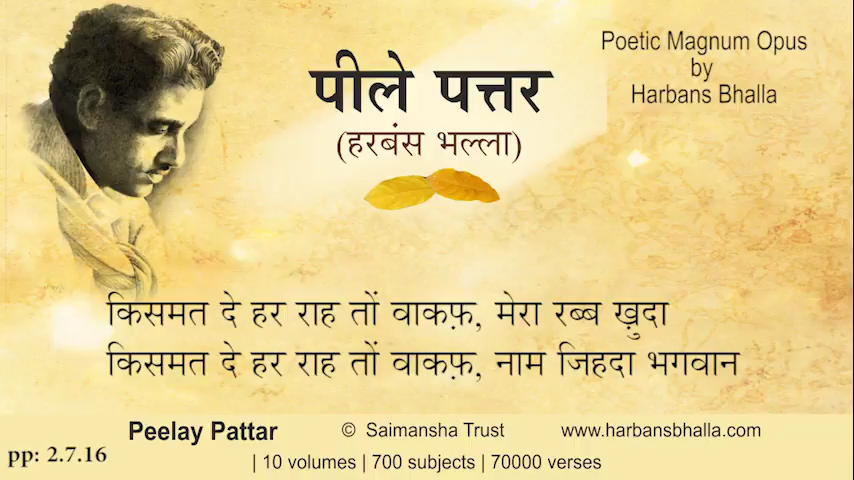 पीले पत्तर
(हरबंस भल्ला)
Poetic Magnum Opus
by
Harbans Bhalla
किसमत दे हर राह तों वाकफ़, मेरा रब्ब ख़ुदा
किसमत दे हर राह तों वाकफ़, नाम जिहदा भगवान
Peelay Pattar © Saimansha Trust www.harbansbhalla.com
pp: 2.7.16 | 10 volumes | 700 subjects | 70000 verses